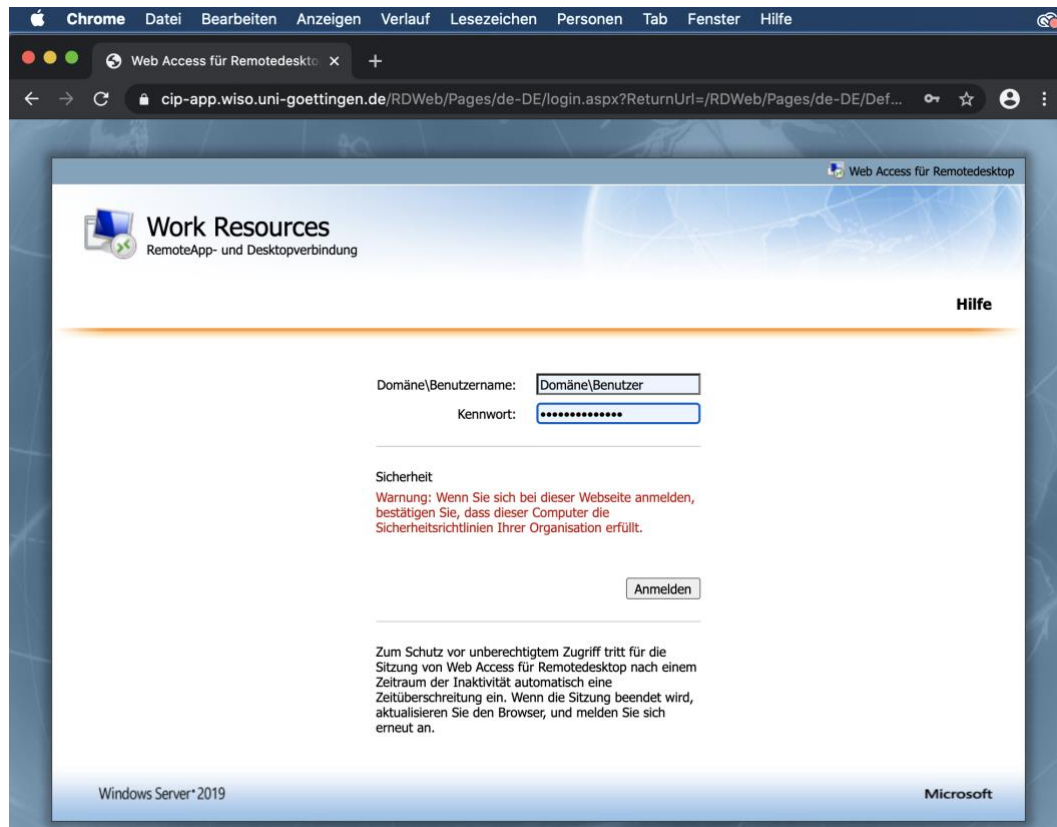 Chrome Datei Bearbeiten Anzeigen Verlauf Lesezeichen Personen Tab Fenster Hilfe
Web Access für Remotedeskto
cip-app.wiso.uni-goettingen.de/RDWeb/Pages/de-DE/login.aspx?ReturnUrl=/RDWeb/Pages/de-DE/Def...
Web Access für Remotedesktop
Work Resources
RemoteApp- und Desktopverbindung
Hilfe
Domäne\Benutzername: Domäne\Benutzer
Kennwort: ••••••••••••••
Sicherheit
Warnung: Wenn Sie sich bei dieser Webseite anmelden,
bestätigen Sie, dass dieser Computer die
Sicherheitsrichtlinien Ihrer Organisation erfüllt.
Anmelden
Zum Schutz vor unberechtigtem Zugriff tritt für die
Sitzung von Web Access für Remotedesktop nach einem
Zeitraum der Inaktivität automatisch eine
Zeitüberschreitung ein. Wenn die Sitzung beendet wird,
aktualisieren Sie den Browser, und melden Sie sich
erneut an.
Windows Server 2019 Microsoft